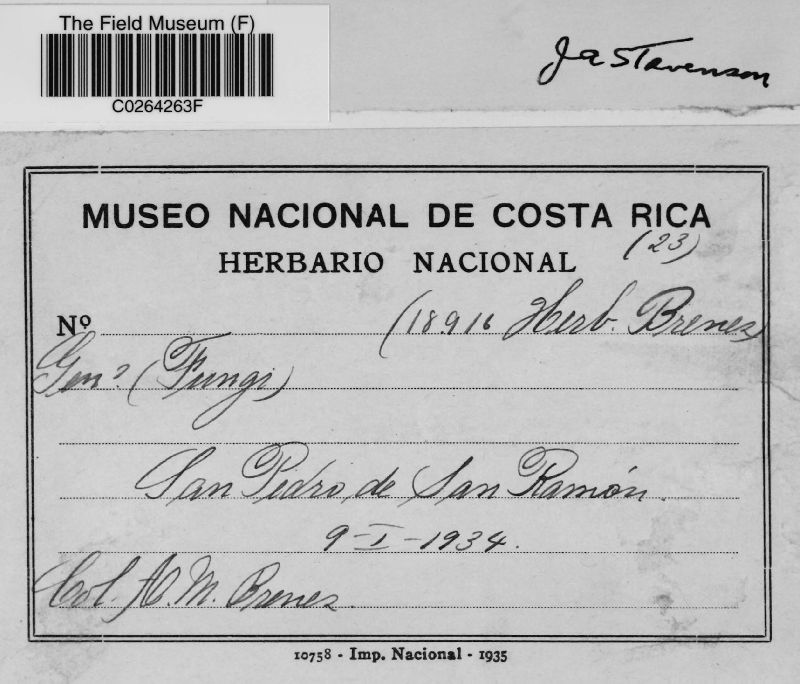 The Field Museum (F)
C0264263F
J a Stevenson
MUSEO NACIONAL DE COSTA RICA
(23)
HERBARIO NACIONAL
Nº (18916 Herb. Brenes)
Gen? (Fungi)
San Pedro de San Ramón.
9-I-1934.
Col. A. M. Brenes.
10758 - Imp. Nacional - 1935